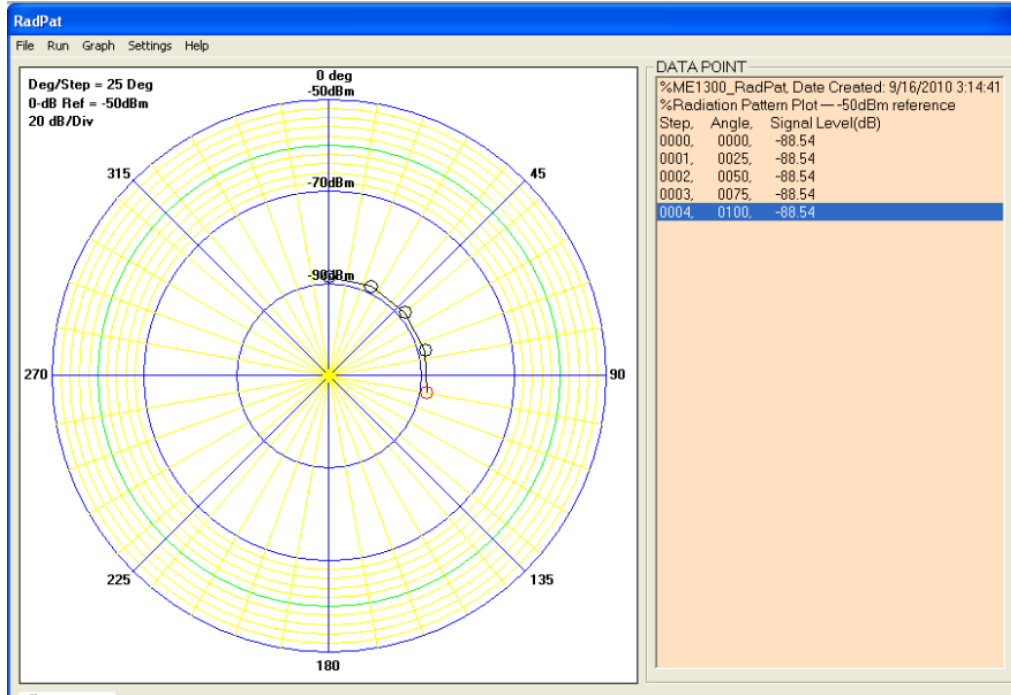 RadPat
File Run Graph Settings Help
Deg/Step = 25 Deg
0-dB Ref = -50dBm
20 dB/Div
0 deg
-50dBm
315
45
-70dBm
-90dBm
270
90
225
135
180
DATA POINT
%ME1300_RadPat, Date Created: 9/16/2010 3:14:41
%Radiation Pattern Plot — -50dBm reference
Step, Angle, Signal Level(dB)
0000, 0000, -88.54
0001, 0025, -88.54
0002, 0050, -88.54
0003, 0075, -88.54
0004, 0100, -88.54